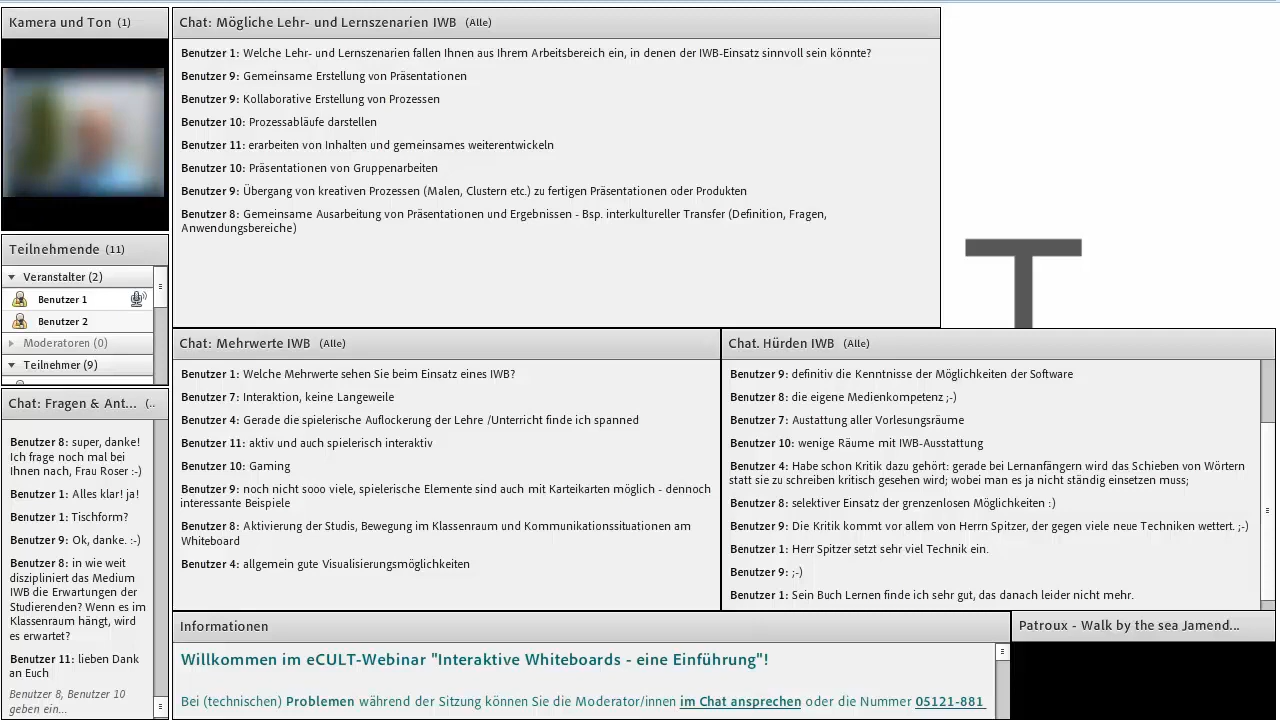 Kamera und Ton (1)
Chat: Mögliche Lehr- und Lernszenarien IWB (Alle)
Benutzer 1: Welche Lehr- und Lernszenarien fallen Ihnen aus Ihrem Arbeitsbereich ein, in denen der IWB-Einsatz sinnvoll sein könnte?
Benutzer 9: Gemeinsame Erstellung von Präsentationen
Benutzer 9: Kollaborative Erstellung von Prozessen
Benutzer 10: Prozessabläufe darstellen
Benutzer 11: erarbeiten von Inhalten und gemeinsames weiterentwickeln
Benutzer 10: Präsentationen von Gruppenarbeiten
Benutzer 9: Übergang von kreativen Prozessen (Malen, Clustern etc.) zu fertigen Präsentationen oder Produkten
Benutzer 8: Gemeinsame Ausarbeitung von Präsentationen und Ergebnissen - Bsp. interkultureller Transfer (Definition, Fragen,
Anwendungsbereiche)
T
Teilnehmende (11)
Veranstalter (2)
Benutzer 1
Benutzer 2
Moderatoren (0)
Teilnehmer (9)
Chat: Fragen & Ant... (..
Benutzer 8: super, danke!
Ich frage noch mal bei
Ihnen nach, Frau Roser :-)
Benutzer 1: Alles klar! ja!
Benutzer 1: Tischform?
Benutzer 9: Ok, danke. :-)
Benutzer 8: in wie weit
diszipliniert das Medium
IWB die Erwartungen der
Studierenden? Wenn es im
Klassenraum hängt, wird
es erwartet?
Benutzer 11: lieben Dank
an Euch
Benutzer 8, Benutzer 10
geben ein...
Chat: Mehrwerte IWB (Alle)
Benutzer 1: Welche Mehrwerte sehen Sie beim Einsatz eines IWB?
Benutzer 7: Interaktion, keine Langeweile
Benutzer 4: Gerade die spielerische Auflockerung der Lehre /Unterricht finde ich spanned
Benutzer 11: aktiv und auch spielerisch interaktiv
Benutzer 10: Gaming
Benutzer 9: noch nicht sooo viele, spielerische Elemente sind auch mit Karteikarten möglich - dennoch
interessante Beispiele
Benutzer 8: Aktivierung der Studis, Bewegung im Klassenraum und Kommunikationssituationen am
Whiteboard
Benutzer 4: allgemein gute Visualisierungsmöglichkeiten
Chat. Hürden IWB (Alle)
Benutzer 9: definitiv die Kenntnisse der Möglichkeiten der Software
Benutzer 8: die eigene Medienkompetenz ;-)
Benutzer 7: Austattung aller Vorlesungsräume
Benutzer 10: wenige Räume mit IWB-Ausstattung
Benutzer 4: Habe schon Kritik dazu gehört: gerade bei Lernanfängern wird das Schieben von Wörtern
statt sie zu schreiben kritisch gesehen wird; wobei man es ja nicht ständig einsetzen muss;
Benutzer 8: selektiver Einsatz der grenzenlosen Möglichkeiten :)
Benutzer 9: Die Kritik kommt vor allem von Herrn Spitzer, der gegen viele neue Techniken wettert. ;-)
Benutzer 1: Herr Spitzer setzt sehr viel Technik ein.
Benutzer 9: ;-)
Benutzer 1: Sein Buch Lernen finde ich sehr gut, das danach leider nicht mehr.
Informationen
Willkommen im eCULT-Webinar "Interaktive Whiteboards - eine Einführung"!
Bei (technischen) Problemen während der Sitzung können Sie die Moderator/innen im Chat ansprechen oder die Nummer 05121-881
Patroux - Walk by the sea Jamend...